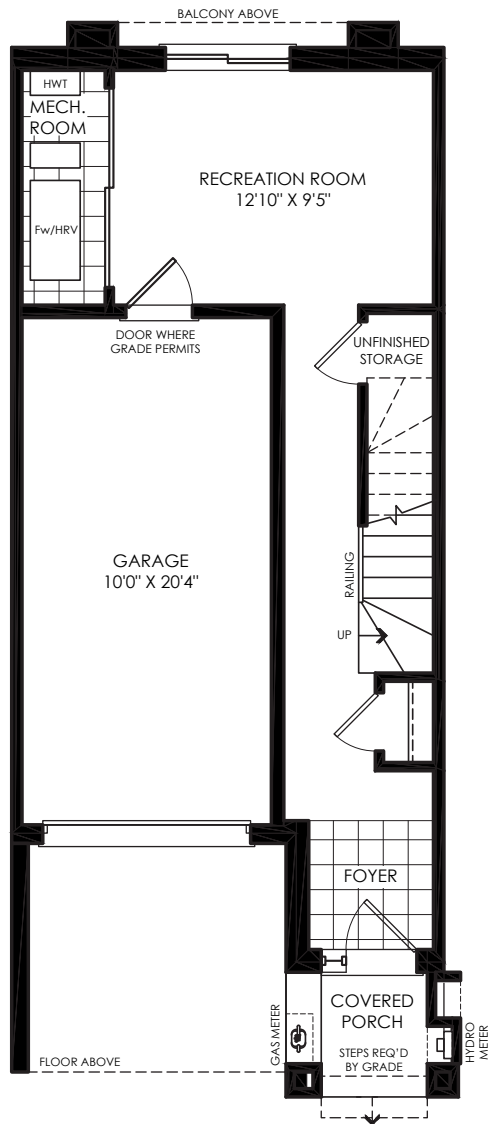 BALCONY ABOVE
HWT
MECH.
ROOM
RECREATION ROOM
12'10" X 9'5"
Fw/HRV
DOOR WHERE
GRADE PERMITS
UNFINISHED
STORAGE
GARAGE
10'0" X 20'4"
RAILING
UP
FOYER
COVERED
PORCH
GAS METER
STEPS REQ'D
BY GRADE
HYDRO
METER
FLOOR ABOVE